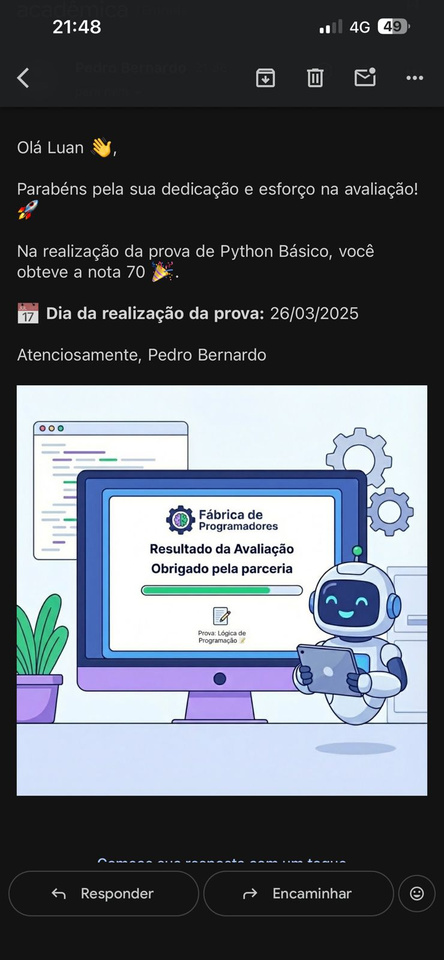 21:48
4G
49
Olá Luan 👋,
Parabéns pela sua dedicação e esforço na avaliação!
🚀
Na realização da prova de Python Básico, você
obteve a nota 70 🎉.
📅 Dia da realização da prova: 26/03/2025
Atenciosamente, Pedro Bernardo
Fábrica de
Programadores
Resultado da Avaliação
Obrigado pela parceria
Prova: Lógica de
Programação 📝
Responder
Encaminhar